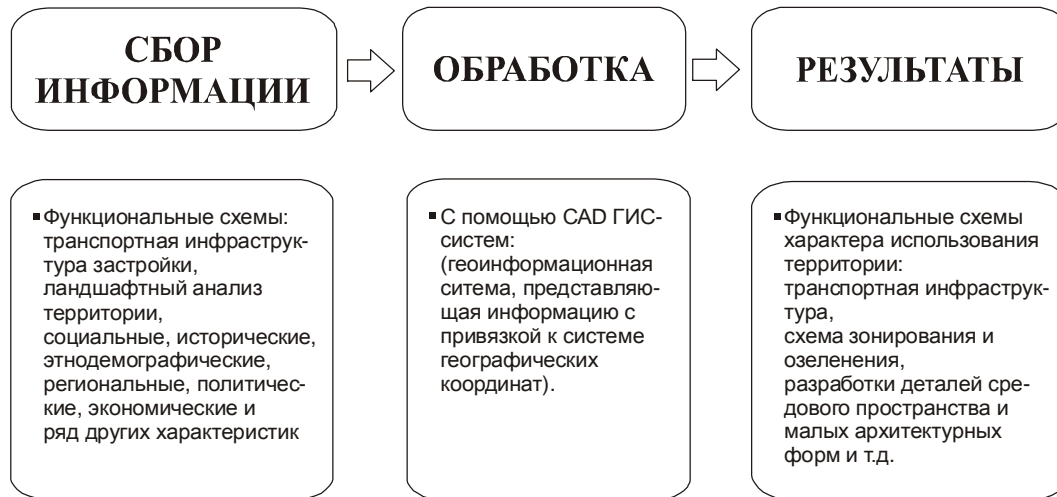 СБОР
ИНФОРМАЦИИ
ОБРАБОТКА
РЕЗУЛЬТАТЫ
▪Функциональные схемы:
транспортная инфраструк-
тура застройки,
ландшафтный анализ
территории,
социальные, исторические,
этнодемографические,
региональные, политичес-
кие, экономические и
ряд других характеристик
▪С помощью CAD ГИС-
систем:
(геоинформационная
ситема, представляю-
щая информацию с
привязкой к системе
географических
координат).
▪Функциональные схемы
характера использования
территории:
транспортная инфраструк-
тура,
схема зонирования и
озеленения,
разработки деталей сре-
дового пространства и
малых архитектурных
форм и т.д.